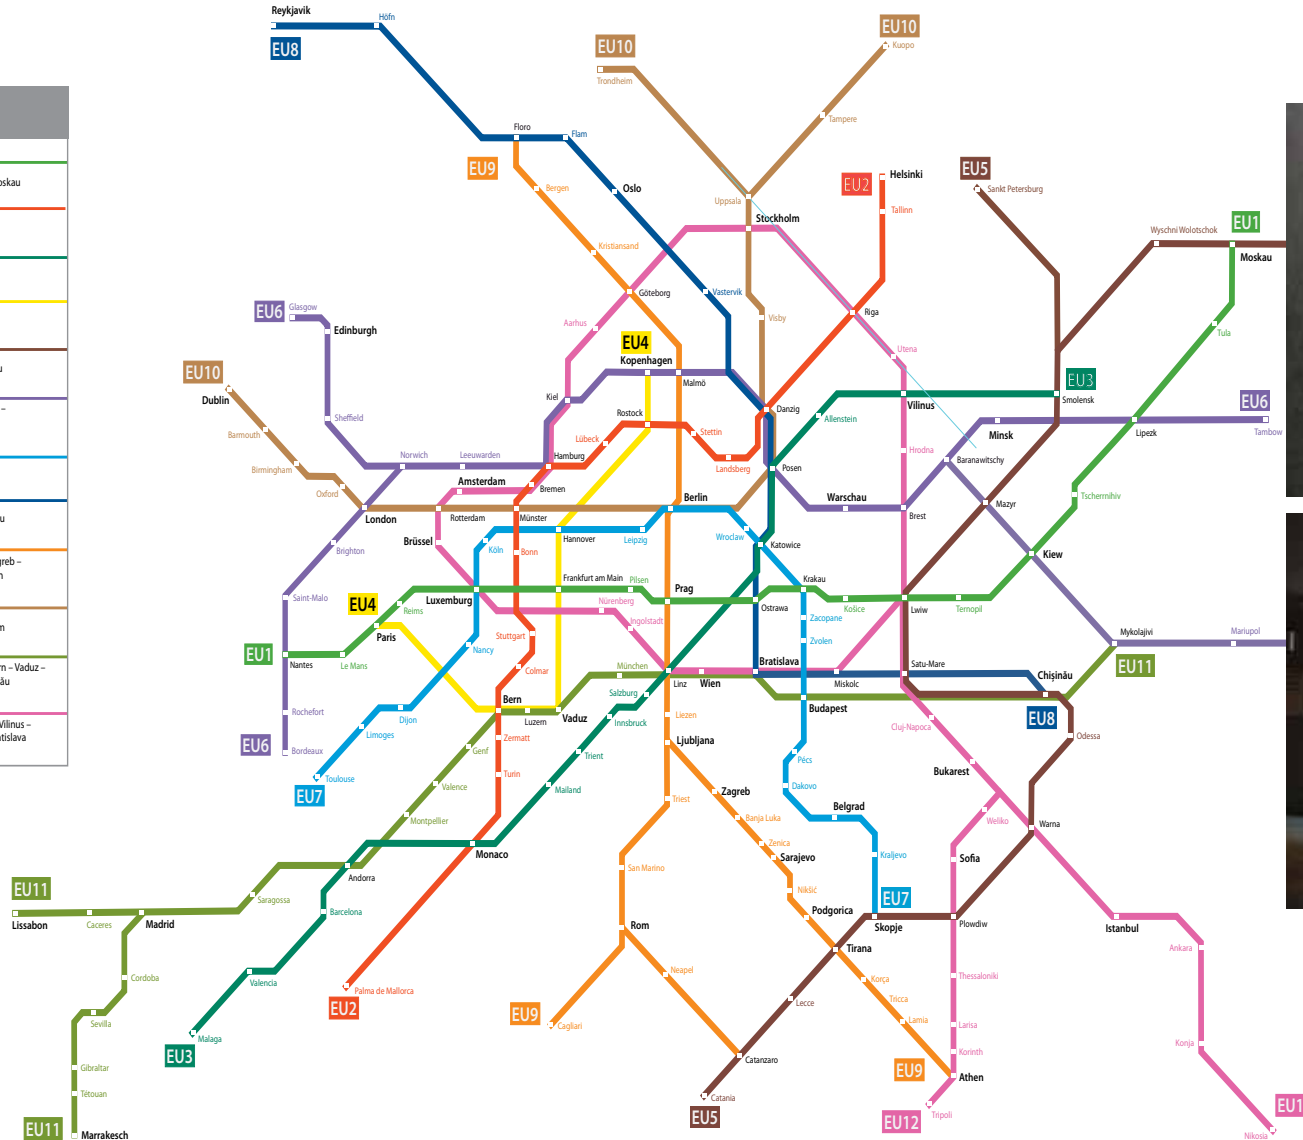 Reykjavik
Höfn
EU8
EU10
Trondheim
EU10
Kuopo
Tampere
Floro
Flam
EU9
Bergen
Oslo
Uppsala
EU2
Helsinki
Tallinn
EU5
Sankt Petersburg
Stockholm
Wyschni Wolotschok
EU1
Moskau
Kristiansand
Göteborg
Vastervik
Visby
Riga
Tula
oskau
EU6
Glasgow
Edinburgh
Aarhus
EU4
Kopenhagen
Malmö
Utena
EU10
Dublin
Kiel
Rostock
Danzig
Allenstein
Vilinus
EU3
Smolensk
EU6
Tambow
Barmouth
Sheffield
Lübeck
Stettin
Minsk
Lipezk
Birmingham
Norwich
Leeuwarden
Hamburg
Landsberg
Posen
Hrodna
Baranawitschy
Oxford
Amsterdam
Bremen
Berlin
Warschau
Brest
Mazyr
Tschernihiv
London
Rotterdam
Münster
Brüssel
Brighton
Köln
Bonn
Hannover
Leipzig
Wroclaw
Katowice
Kiew
Saint-Malo
EU4
Reims
Luxemburg
Frankfurt am Main
Pilsen
Prag
Ostrawa
Krakau
Košice
Lwiw
Ternopil
Nürenberg
Ingolstadt
Zacopane
Zvolen
Paris
EU1
Nantes
Le Mans
Nancy
Stuttgart
Colmar
München
Linz
Wien
Bratislava
Miskolc
Satu-Mare
Chişinău
Mykolajivi
Mariupol
EU11
Rochefort
EU6
Bordeaux
Dijon
Limoges
Bern
Luzern
Vaduz
Salzburg
Innsbruck
Liezen
Budapest
EU8
Cluj-Napoca
Odessa
Toulouse
EU7
Genf
Zermatt
Trient
Ljubljana
Pécs
Bukarest
Valence
Turin
Mailand
Triest
Zagreb
Dakovo
Belgrad
Montpellier
Banja Luka
Weliko
Warna
Monaco
Zenica
Sarajevo
Kraljevo
Sofia
Andorra
San Marino
Nikšić
EU11
Lissabon
Caceres
Madrid
Saragossa
Barcelona
Rom
Podgorica
EU7
Skopje
Plowdiw
Istanbul
Tirana
Ankara
Cordoba
Valencia
Palma de Mallorca
EU2
Neapel
Korça
Thessaloniki
Lecce
Tricca
Sevilla
Malaga
EU3
EU9
Cagliari
Lamia
Larisa
Konja
Gibraltar
Catanzaro
Korinth
EU9
Athen
Tétouan
Catania
EU5
Tripoli
EU12
EU11
Marrakesch
EU1
Nikosia
u
–
u
greb –
n
m
rn – Vaduz –
ău
Vilinus –
tislava